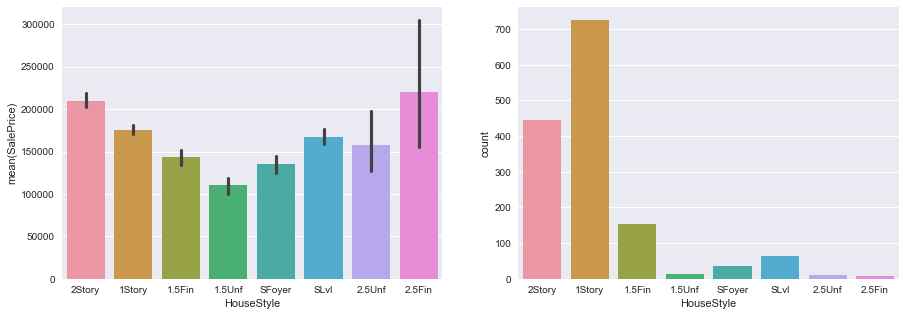 300000
250000
200000
150000
100000
50000
0
mean(SalePrice)
2Story 1Story 1.5Fin 1.5Unf SFoyer SLvl 2.5Unf 2.5Fin
HouseStyle
700
600
500
400
300
200
100
0
count
2Story 1Story 1.5Fin 1.5Unf SFoyer SLvl 2.5Unf 2.5Fin
HouseStyle